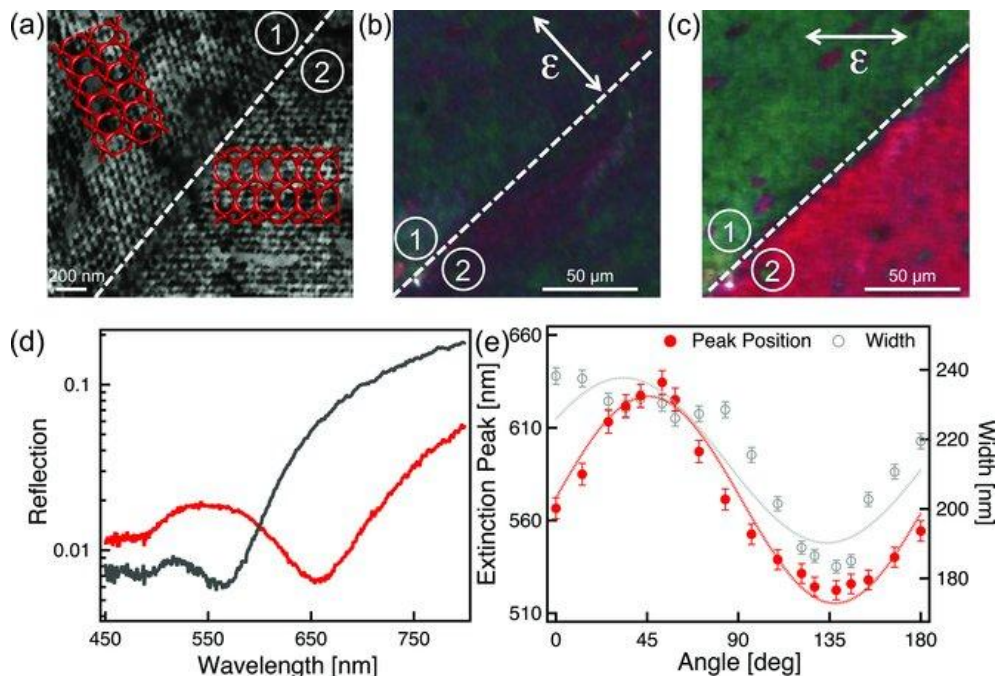 (a)
①
②
200 nm
(b)
ε
①
②
50 µm
(c)
ε
①
②
50 µm
(d)
0.1
0.01
Reflection
450
550
650
750
Wavelength [nm]
(e)
660
610
560
510
Extinction Peak [nm]
Peak Position
Width
240
220
200
180
Width [nm]
0
45
90
135
180
Angle [deg]